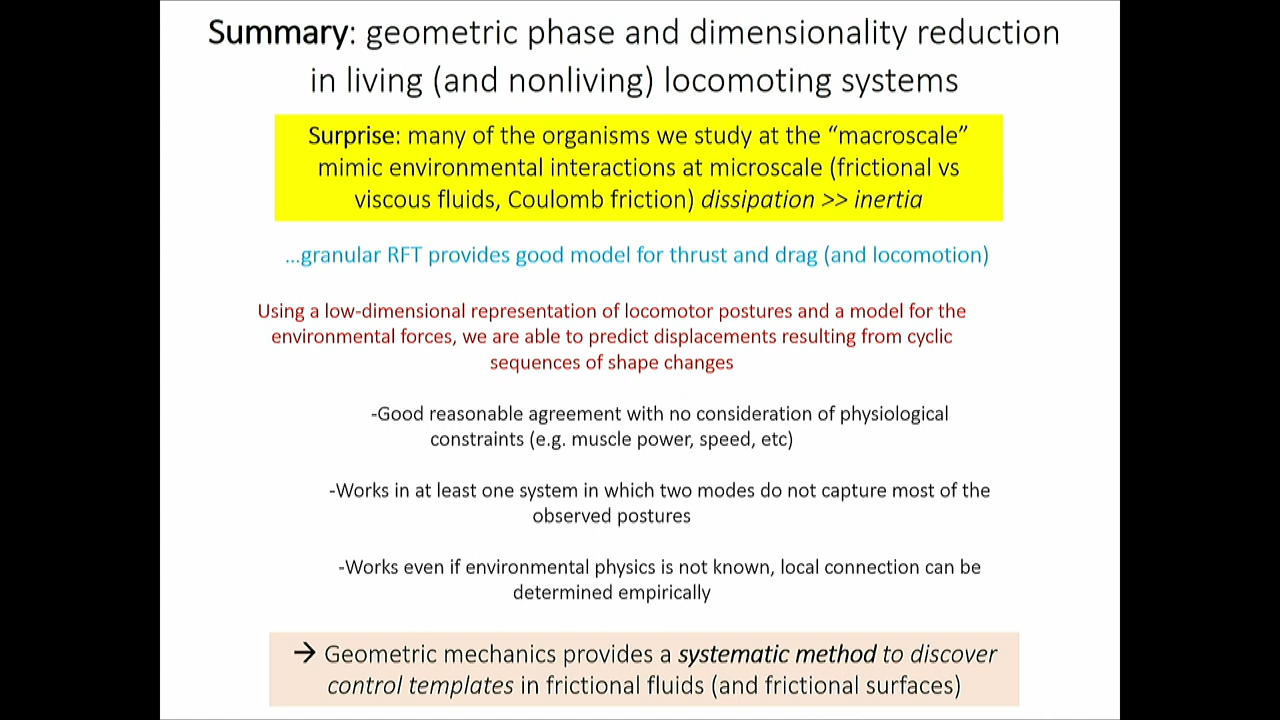 Summary: geometric phase and dimensionality reduction
in living (and nonliving) locomoting systems
Surprise: many of the organisms we study at the “macroscale”
mimic environmental interactions at microscale (frictional vs
viscous fluids, Coulomb friction) dissipation >> inertia
…granular RFT provides good model for thrust and drag (and locomotion)
Using a low-dimensional representation of locomotor postures and a model for the
environmental forces, we are able to predict displacements resulting from cyclic
sequences of shape changes
-Good reasonable agreement with no consideration of physiological
constraints (e.g. muscle power, speed, etc)
-Works in at least one system in which two modes do not capture most of the
observed postures
-Works even if environmental physics is not known, local connection can be
determined empirically
→ Geometric mechanics provides a systematic method to discover
control templates in frictional fluids (and frictional surfaces)